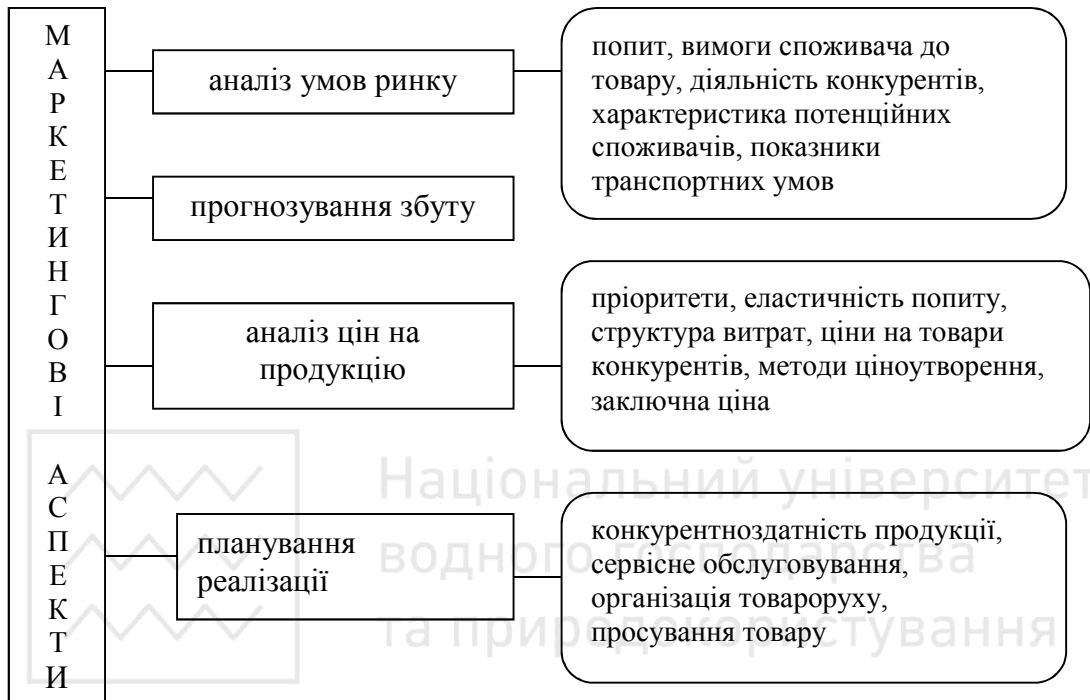 МАРКЕТИНГОВІ АСПЕКТИ
аналіз умов ринку
попит, вимоги споживача до
товару, діяльність конкурентів,
характеристика потенційних
споживачів, показники
транспортних умов
прогнозування збуту
аналіз цін на
продукцію
пріоритети, еластичність попиту,
структура витрат, ціни на товари
конкурентів, методи ціноутворення,
заключна ціна
планування
реалізації
конкурентноздатність продукції,
сервісне обслуговування,
організація товароруху,
просування товару
Національний університет
водного господарства
та природокористування